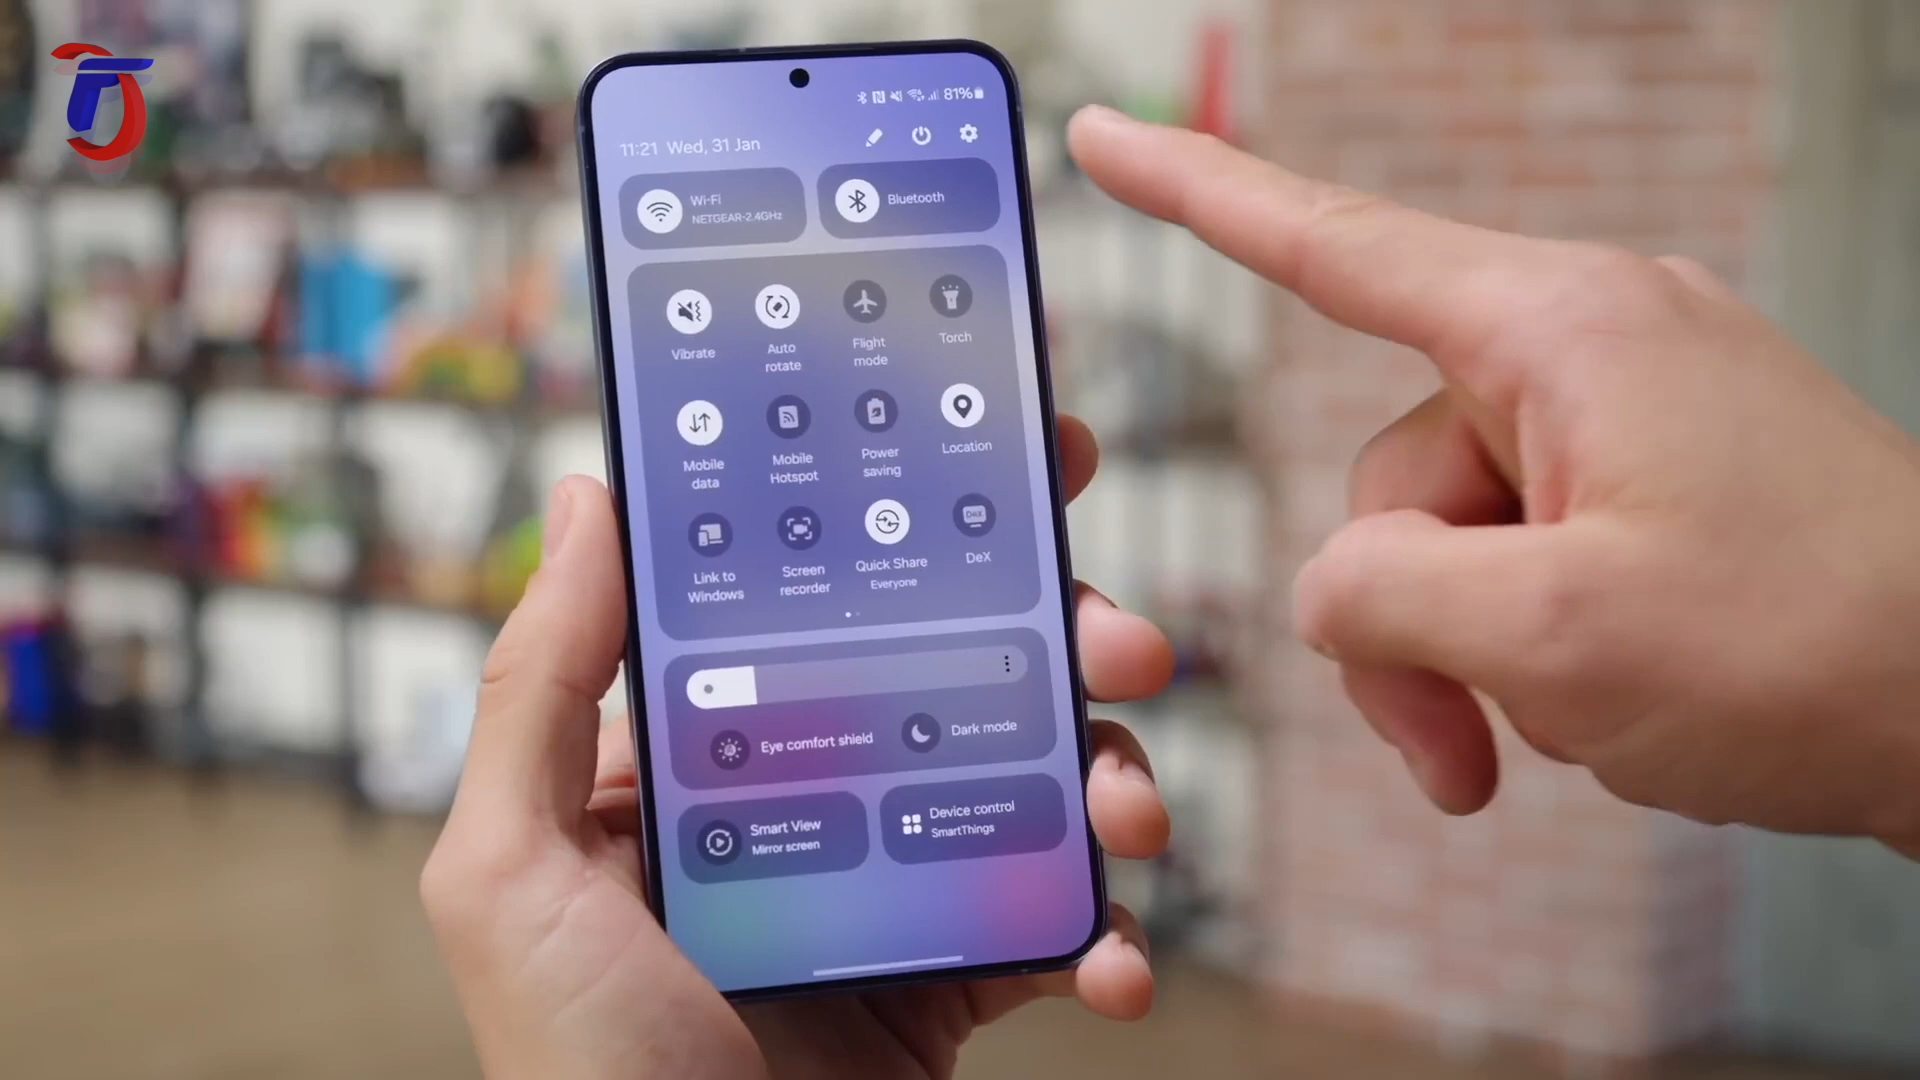 81%
11:21 Wed, 31 Jan
Wi-Fi
NETGEAR-2.4GHz
Bluetooth
Vibrate
Auto
rotate
Flight
mode
Torch
Mobile
data
Mobile
Hotspot
Power
saving
Location
Link to
Windows
Screen
recorder
Quick Share
Everyone
DeX
DeX
Eye comfort shield
Dark mode
Smart View
Mirror screen
Device control
SmartThings